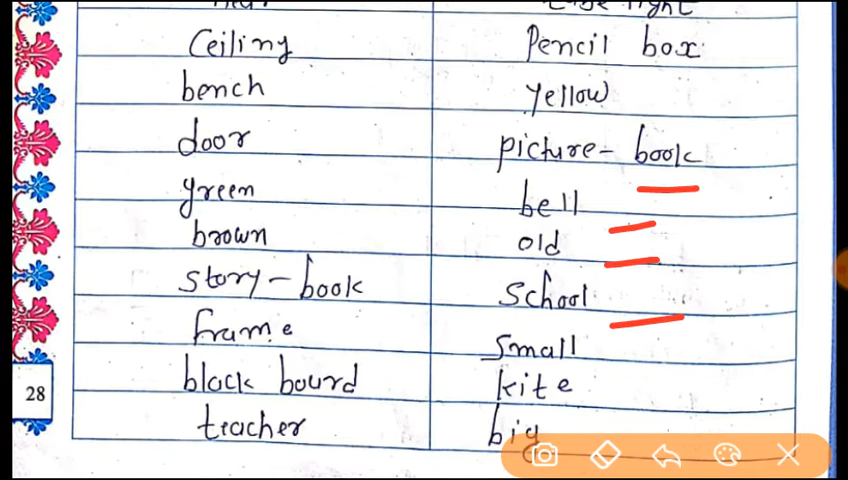 Ceiling Pencil box
bench yellow
door picture- book
green bell
brown old
story-book School
frame small
black bourd kite
teacher big
28